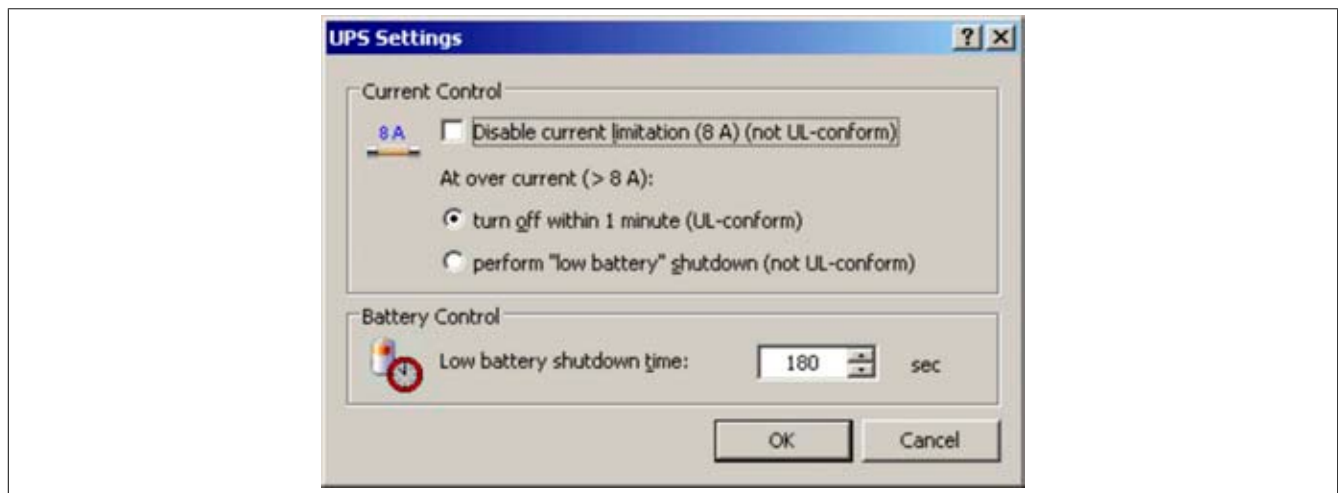 UPS Settings
Current Control
8 A
Disable current limitation (8 A) (not UL-conform)
At over current (> 8 A):
turn off within 1 minute (UL-conform)
perform "low battery" shutdown (not UL-conform)
Battery Control
Low battery shutdown time: 180 sec
OK Cancel